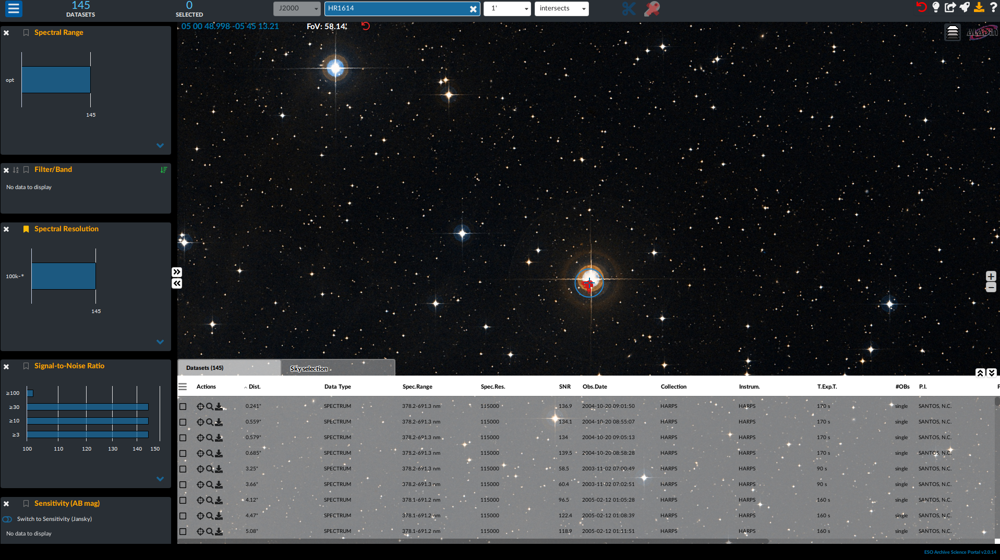 145
DATASETS
0
SELECTED
J2000
HR1614
1'
intersects
05 00 48.998 -05 45 13.21
FoV: 58.14'
ALADIN
Spectral Range
opt
145
Filter/Band
No data to display
Spectral Resolution
100k-*
145
Signal-to-Noise Ratio
≥100
≥30
≥10
≥3
100 110 120 130 140 150
Sensitivity (AB mag)
Switch to Sensitivity (Jansky)
No data to display
Datasets (145) Sky selection
Actions Dist. Data Type Spec.Range Spec.Res. SNR Obs.Date Collection Instrum. T.Exp.T. #OBs P.I. P
0.241" SPECTRUM 378.2-691.3 nm 115000 136.9 2004-10-20 09:01:50 HARPS HARPS 170 s single SANTOS, N.C.
0.559" SPECTRUM 378.2-691.3 nm 115000 134.1 2004-10-20 08:55:07 HARPS HARPS 170 s single SANTOS, N.C.
0.579" SPECTRUM 378.2-691.3 nm 115000 134 2004-10-20 09:05:13 HARPS HARPS 170 s single SANTOS, N.C.
0.685" SPECTRUM 378.2-691.3 nm 115000 139.5 2004-10-20 08:58:28 HARPS HARPS 170 s single SANTOS, N.C.
3.25" SPECTRUM 378.2-691.3 nm 115000 58.5 2003-11-02 07:00:49 HARPS HARPS 90 s single SANTOS, N.C.
3.66" SPECTRUM 378.2-691.3 nm 115000 60.4 2003-11-02 07:02:51 HARPS HARPS 90 s single SANTOS, N.C.
4.12" SPECTRUM 378.1-691.2 nm 115000 96.5 2005-02-12 01:05:28 HARPS HARPS 160 s single SANTOS, N.C.
4.47" SPECTRUM 378.1-691.2 nm 115000 122.4 2005-02-12 01:08:39 HARPS HARPS 160 s single SANTOS, N.C.
5.08" SPECTRUM 378.1-691.2 nm 115000 118.9 2005-02-12 01:11:51 HARPS HARPS 160 s single SANTOS, N.C.
ESO Archive Science Portal v2.0.14